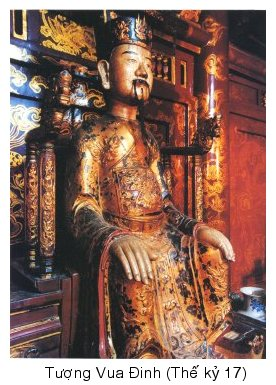 Tượng Vua Đinh (Thế kỷ 17)